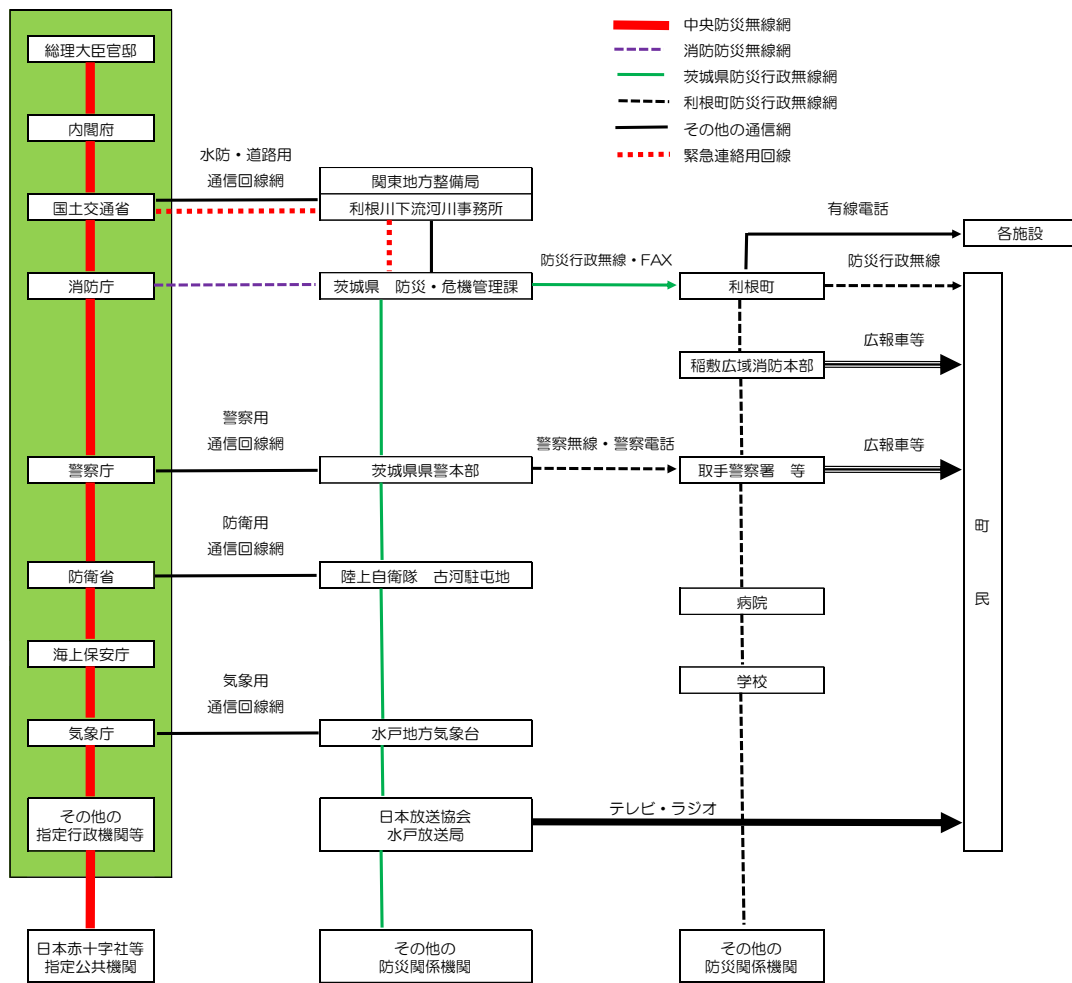 中央防災無線網
消防防災無線網
茨城県防災行政無線網
利根町防災行政無線網
その他の通信網
緊急連絡用回線
総理大臣官邸
内閣府
国土交通省
消防庁
警察庁
防衛省
海上保安庁
気象庁
その他の
指定行政機関等
日本赤十字社等
指定公共機関
水防・道路用
通信回線網
警察用
通信回線網
防衛用
通信回線網
気象用
通信回線網
関東地方整備局
利根川下流河川事務所
茨城県　防災・危機管理課
茨城県県警本部
陸上自衛隊　古河駐屯地
水戸地方気象台
日本放送協会
水戸放送局
その他の
防災関係機関
防災行政無線・FAX
警察無線・警察電話
テレビ・ラジオ
利根町
稲敷広域消防本部
取手警察署　等
病院
学校
その他の
防災関係機関
有線電話
防災行政無線
広報車等
広報車等
各施設
町
民